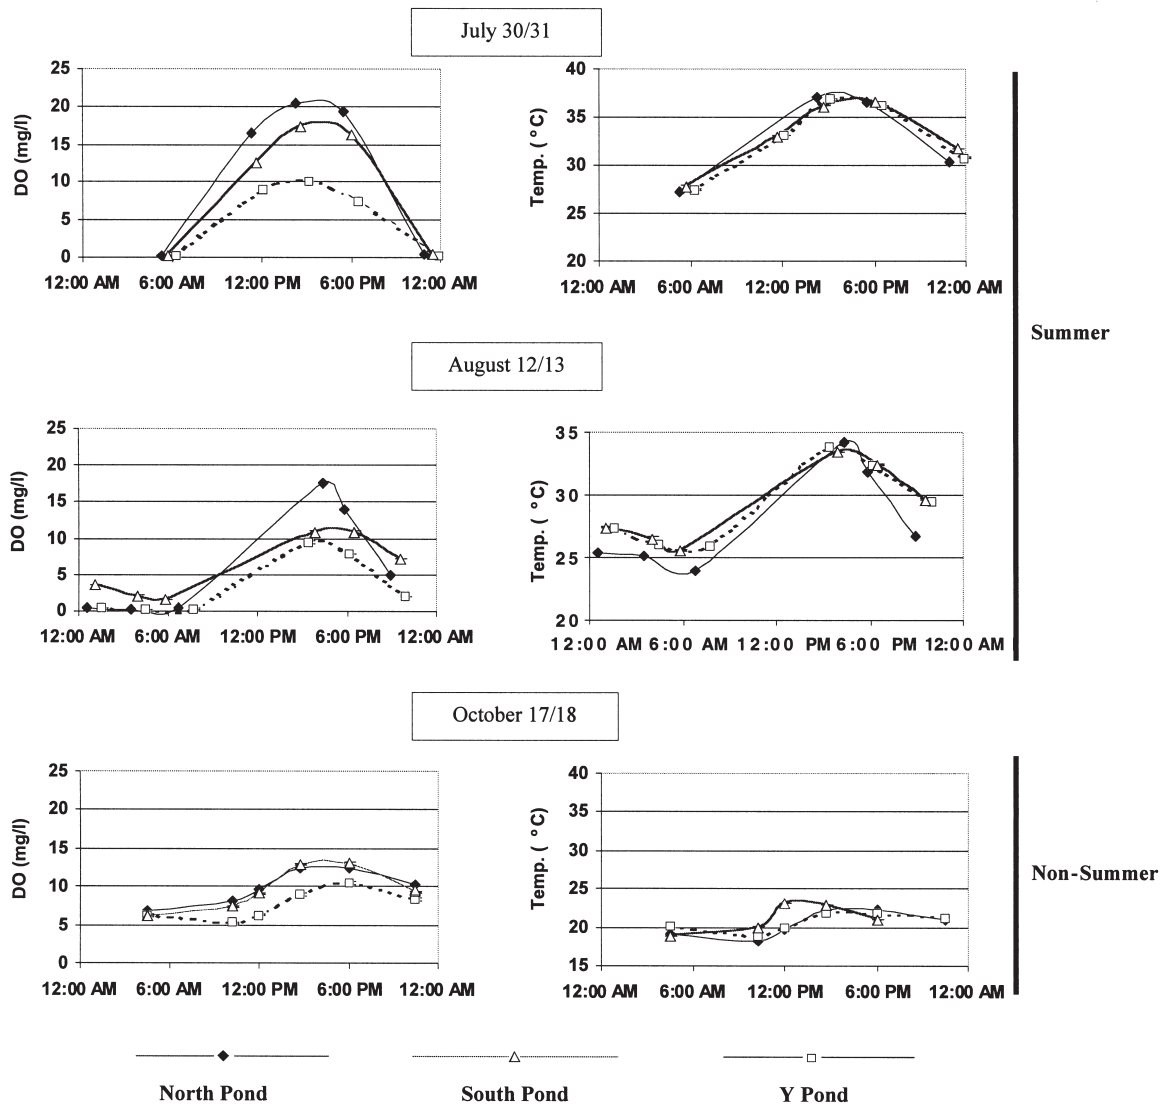 July 30/31
DO (mg/l)
25
20
15
10
5
0
12:00 AM 6:00 AM 12:00 PM 6:00 PM 12:00 AM
Temp. ( °C)
40
35
30
25
20
12:00 AM 6:00 AM 12:00 PM 6:00 PM 12:00 AM
Summer
August 12/13
DO (mg/l)
25
20
15
10
5
0
12:00 AM 6:00 AM 12:00 PM 6:00 PM 12:00 AM
Temp. ( °C)
35
30
25
20
12:00 AM 6:00 AM 12:00 PM 6:00 PM 12:00 AM
October 17/18
DO (mg/l)
25
20
15
10
5
0
12:00 AM 6:00 AM 12:00 PM 6:00 PM 12:00 AM
Temp. ( °C)
40
35
30
25
20
15
12:00 AM 6:00 AM 12:00 PM 6:00 PM 12:00 AM
Non-Summer
North Pond South Pond Y Pond